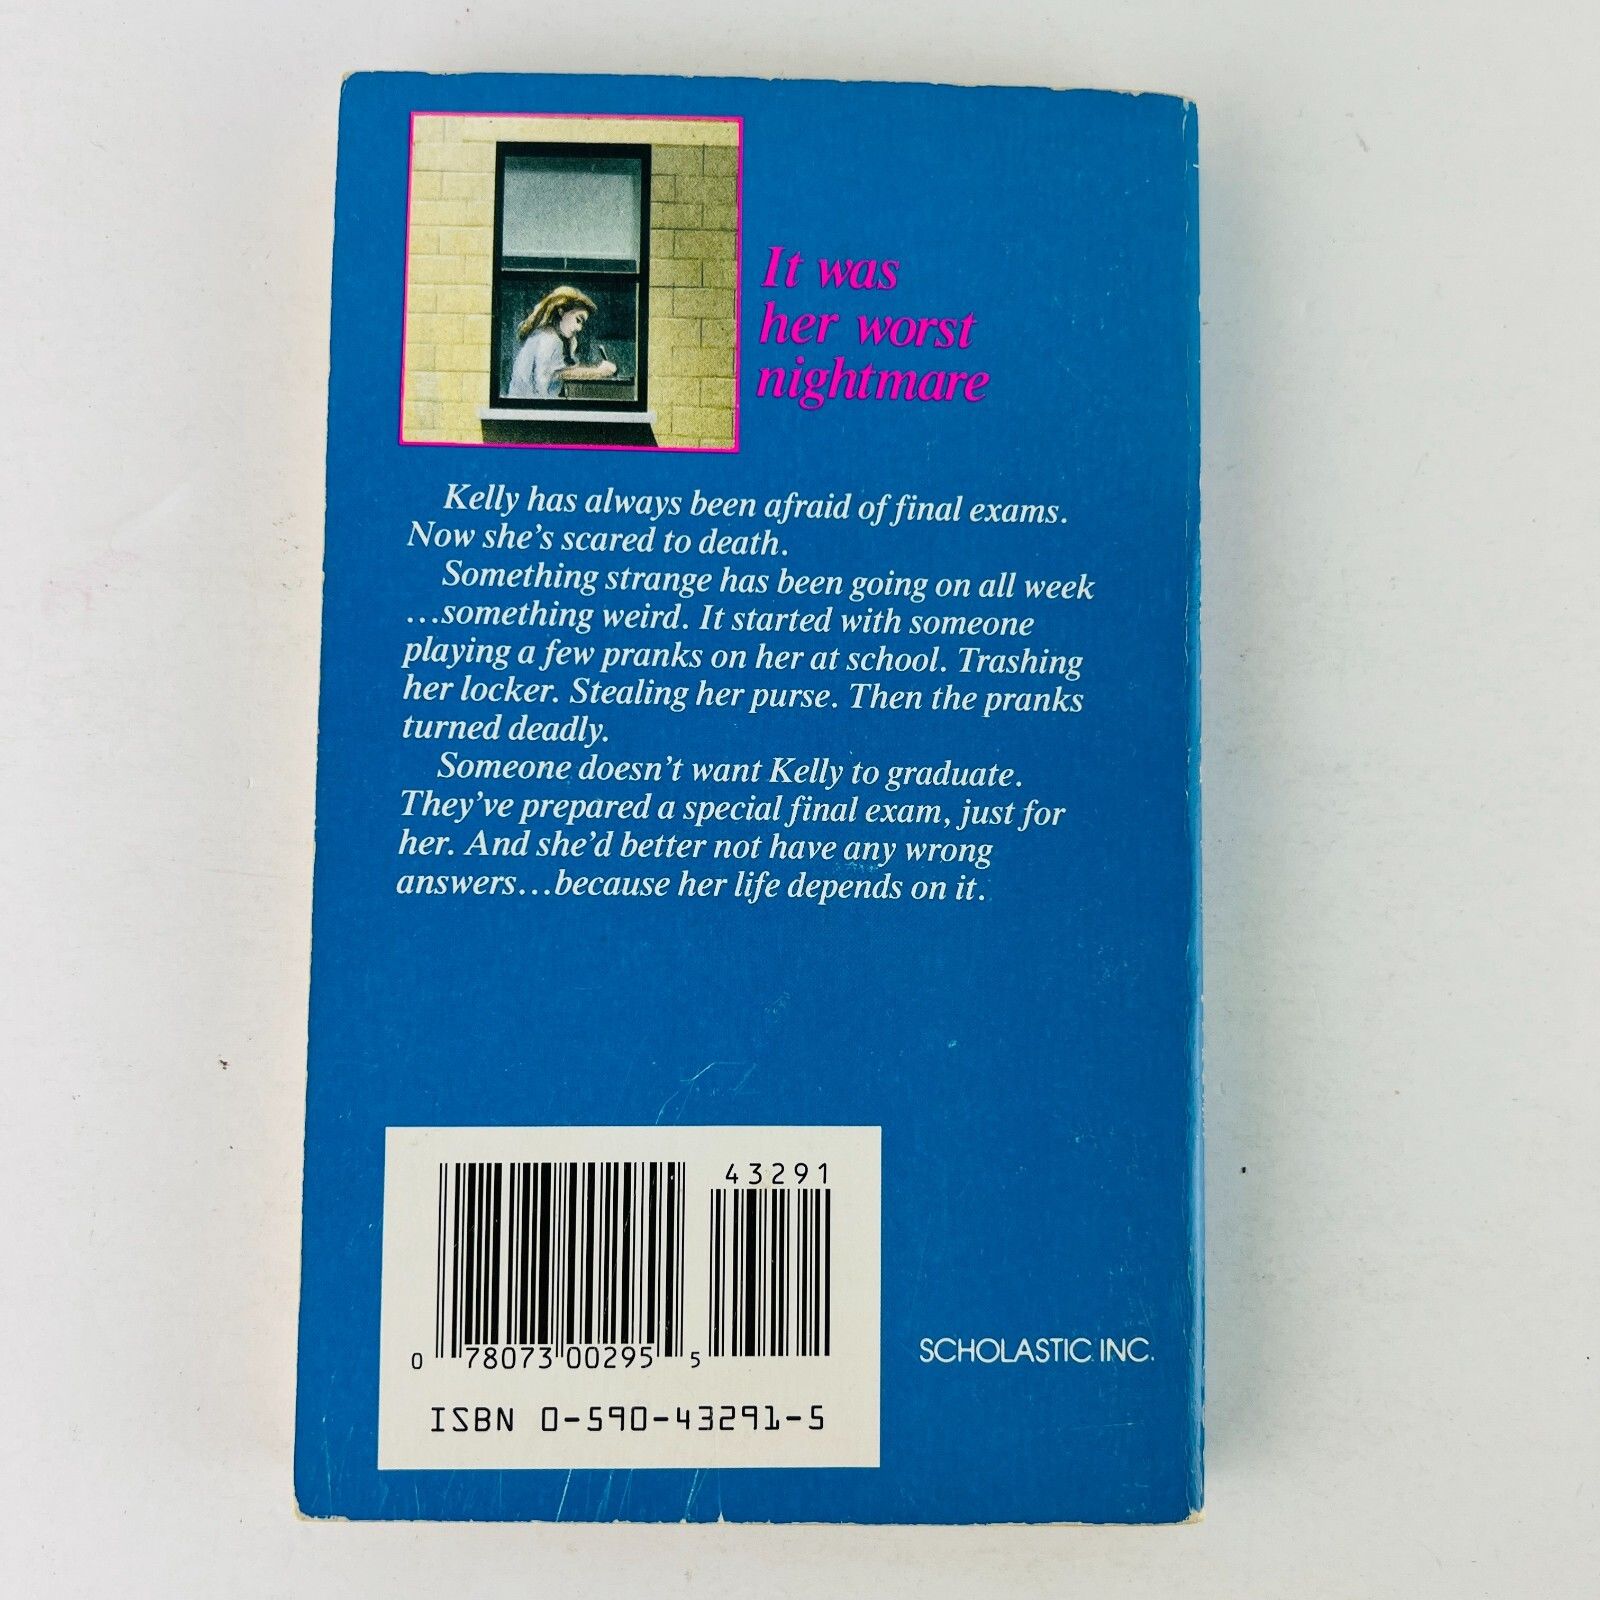 It was
her worst
nightmare
Kelly has always been afraid of final exams.
Now she's scared to death.
Something strange has been going on all week
...something weird. It started with someone
playing a few pranks on her at school. Trashing
her locker. Stealing her purse. Then the pranks
turned deadly.
Someone doesn't want Kelly to graduate.
They've prepared a special final exam, just for
her. And she'd better not have any wrong
answers...because her life depends on it.
43291
0 78073 00295 5
ISBN 0-590-43291-5
SCHOLASTIC INC.